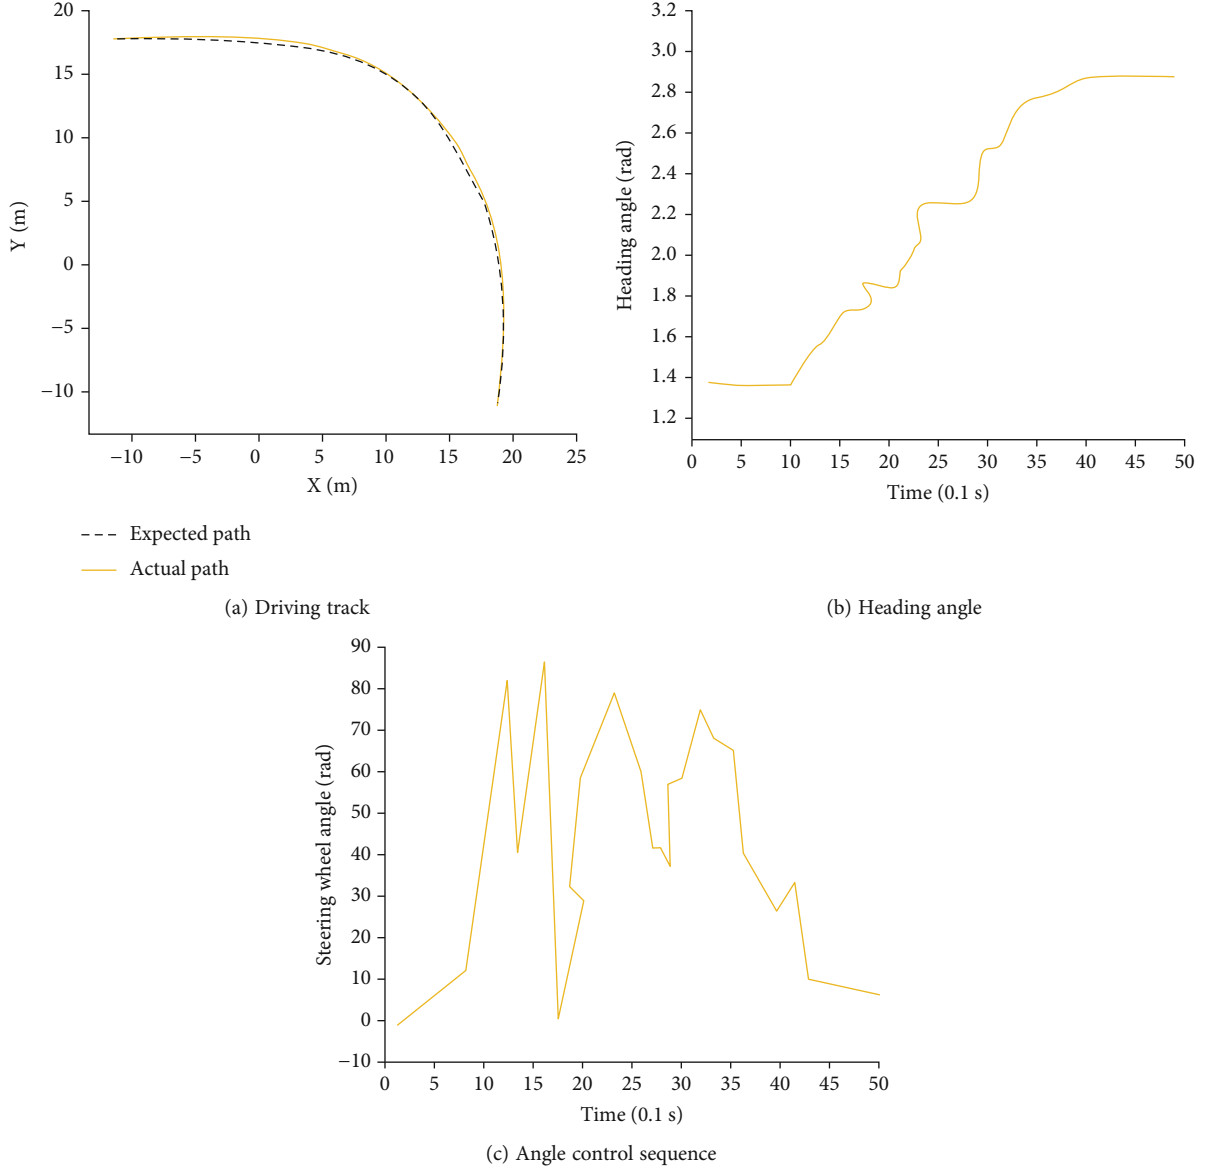 20
15
10
5
0
−5
−10
Y (m)
−10 −5 0 5 10 15 20 25
X (m)
Expected path
Actual path
(a) Driving track
3.2
3.0
2.8
2.6
2.4
2.2
2.0
1.8
1.6
1.4
1.2
Heading angle (rad)
0 5 10 15 20 25 30 35 40 45 50
Time (0.1 s)
(b) Heading angle
90
80
70
60
50
40
30
20
10
0
−10
Steering wheel angle (rad)
0 5 10 15 20 25 30 35 40 45 50
Time (0.1 s)
(c) Angle control sequence